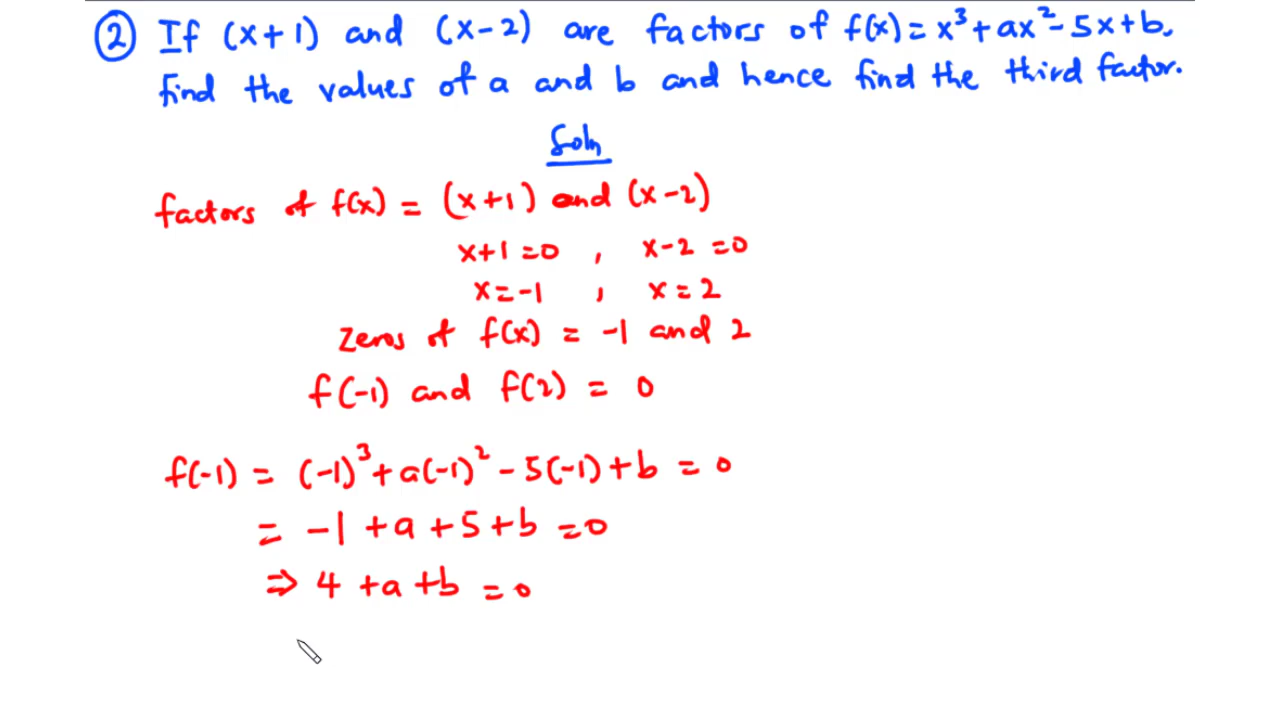 ② If (x+1) and (x-2) are factors of f(x) = x³ + ax² - 5x + b,
find the values of a and b and hence find the third factor.
Soln
factors of f(x) = (x+1) and (x-2)
x+1 = 0 , x-2 = 0
x = -1 , x = 2
Zeros of f(x) = -1 and 2
f(-1) and f(2) = 0
f(-1) = (-1)³ + a(-1)² - 5(-1) + b = 0
= -1 + a + 5 + b = 0
⇒ 4 + a + b = 0